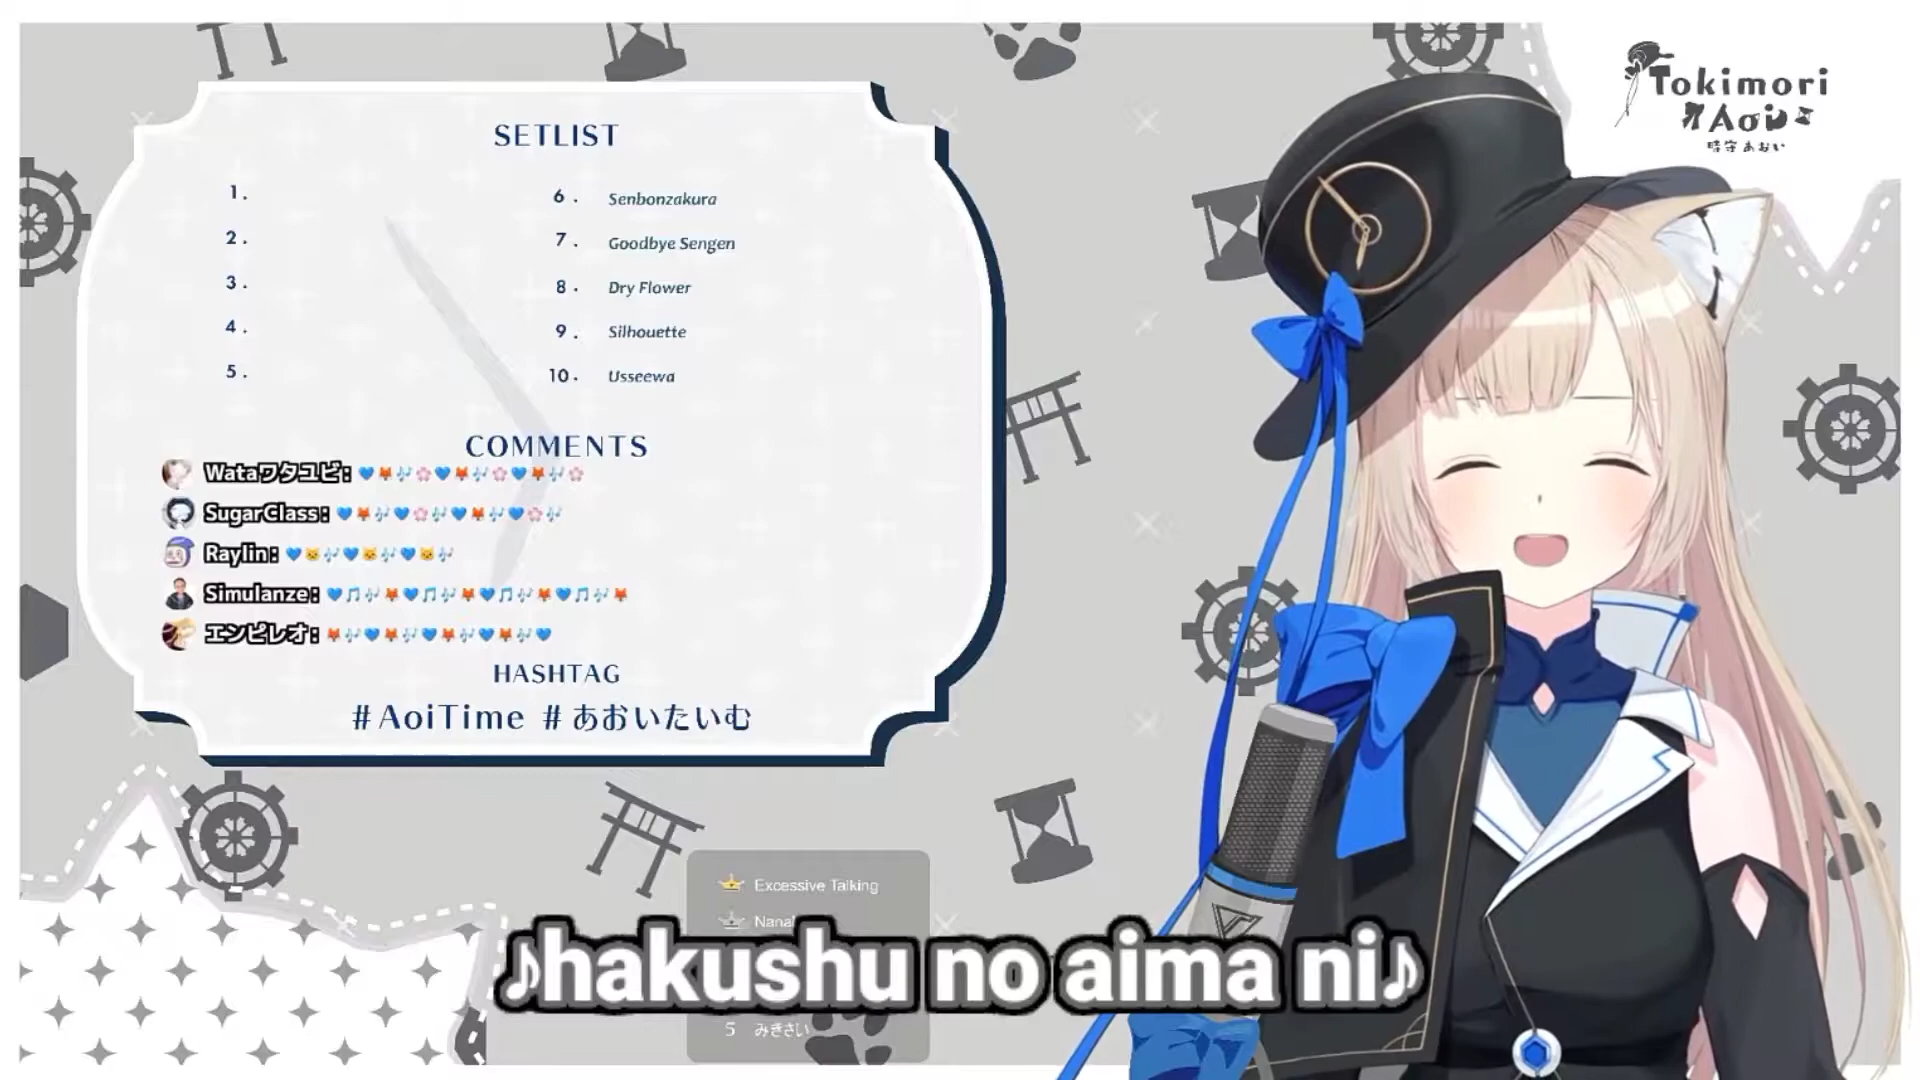 Tokimori
Aoi
時守あおい
SETLIST
1.
2.
3.
4.
5.
6. Senbonzakura
7. Goodbye Sengen
8. Dry Flower
9. Silhouette
10. Usseewa
COMMENTS
Wataワタユピ: 💙🦊🎶🌸💙🦊🎶🌸💙🦊🎶🌸
SugarClass: 💙🦊🎶💙🌸🎶💙🦊🎶💙🌸🎶
Raylin: 💙🐱🎶💙🐱🎶💙🐱🎶
Simulanze: 💙🎵🎶🦊💙🎵🎶🦊💙🎵🎶🦊💙🎵🎶🦊
エンピレオ: 🦊🎶💙🦊🎶💙🦊🎶💙🦊🎶💙
HASHTAG
#AoiTime #あおいたいむ
Excessive Talking
♪hakushu no aima ni♪
5 みきさい